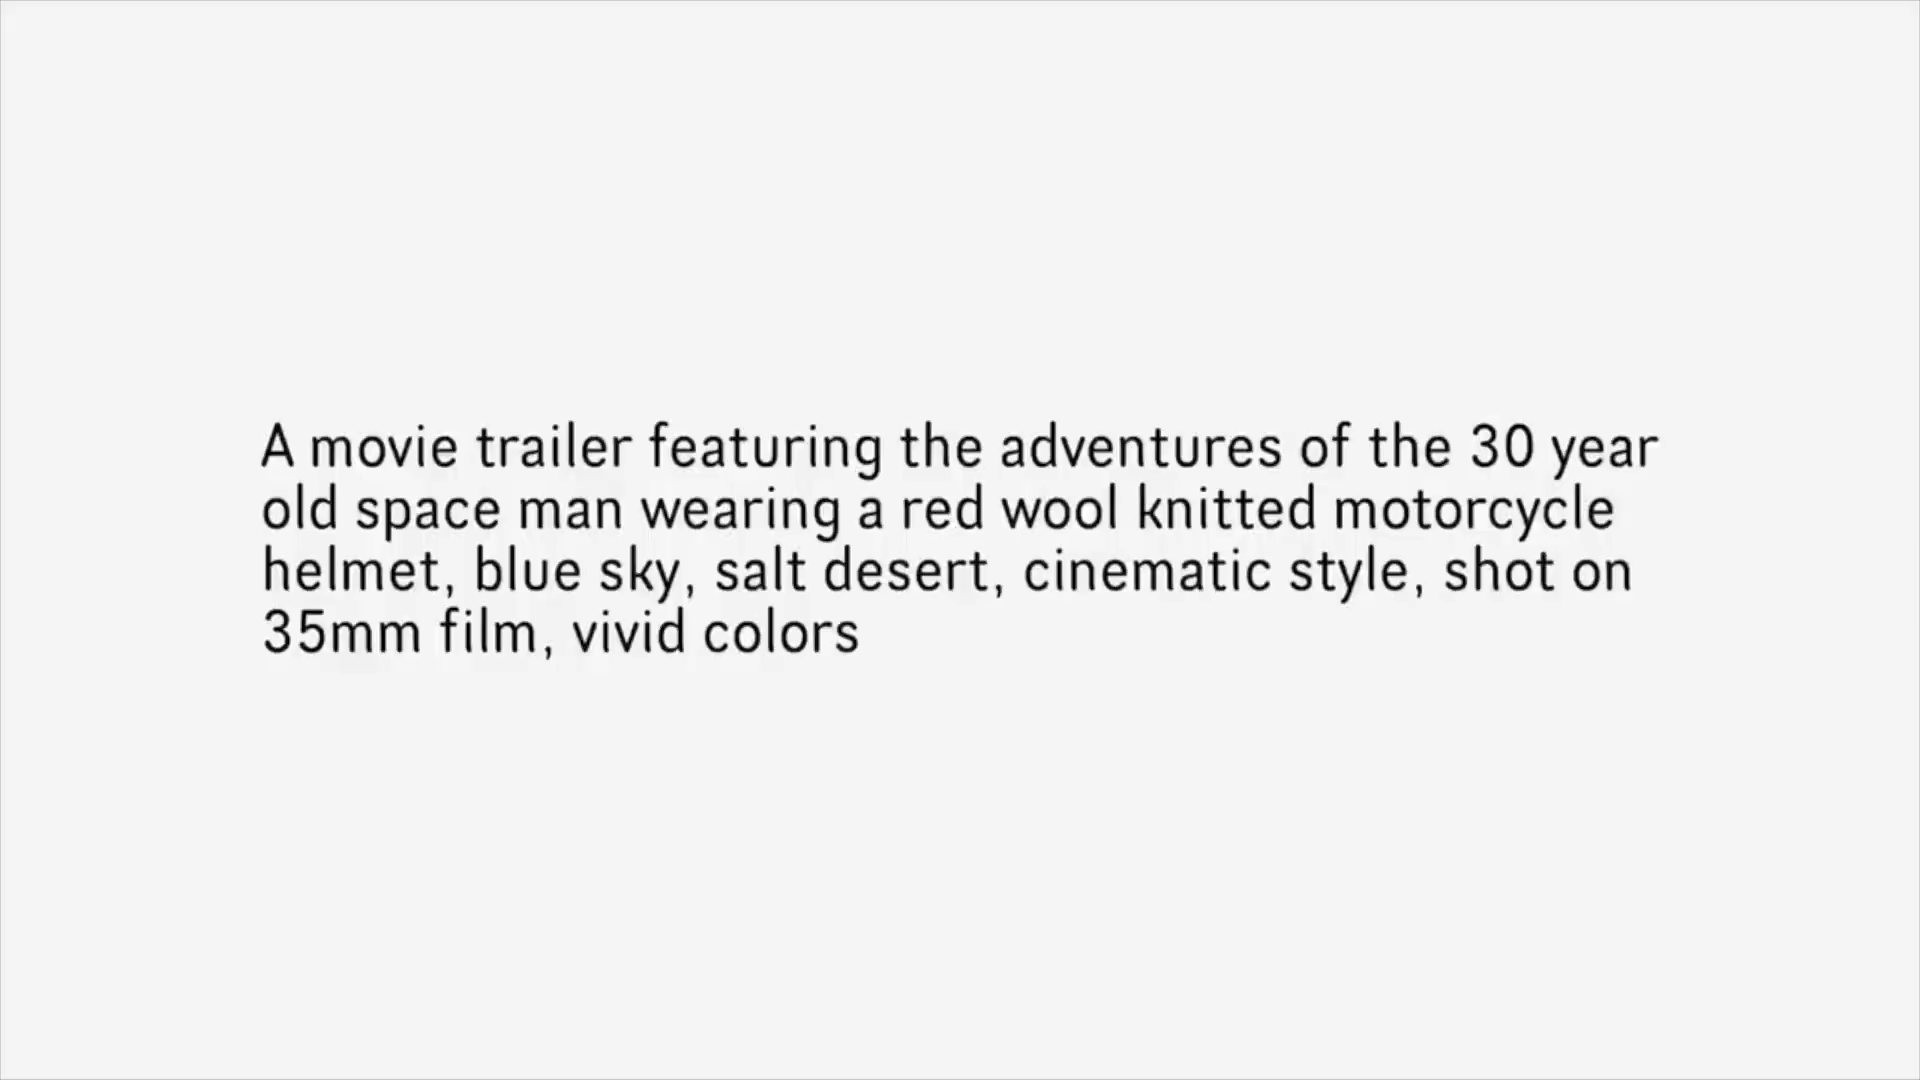 A movie trailer featuring the adventures of the 30 year
old space man wearing a red wool knitted motorcycle
helmet, blue sky, salt desert, cinematic style, shot on
35mm film, vivid colors